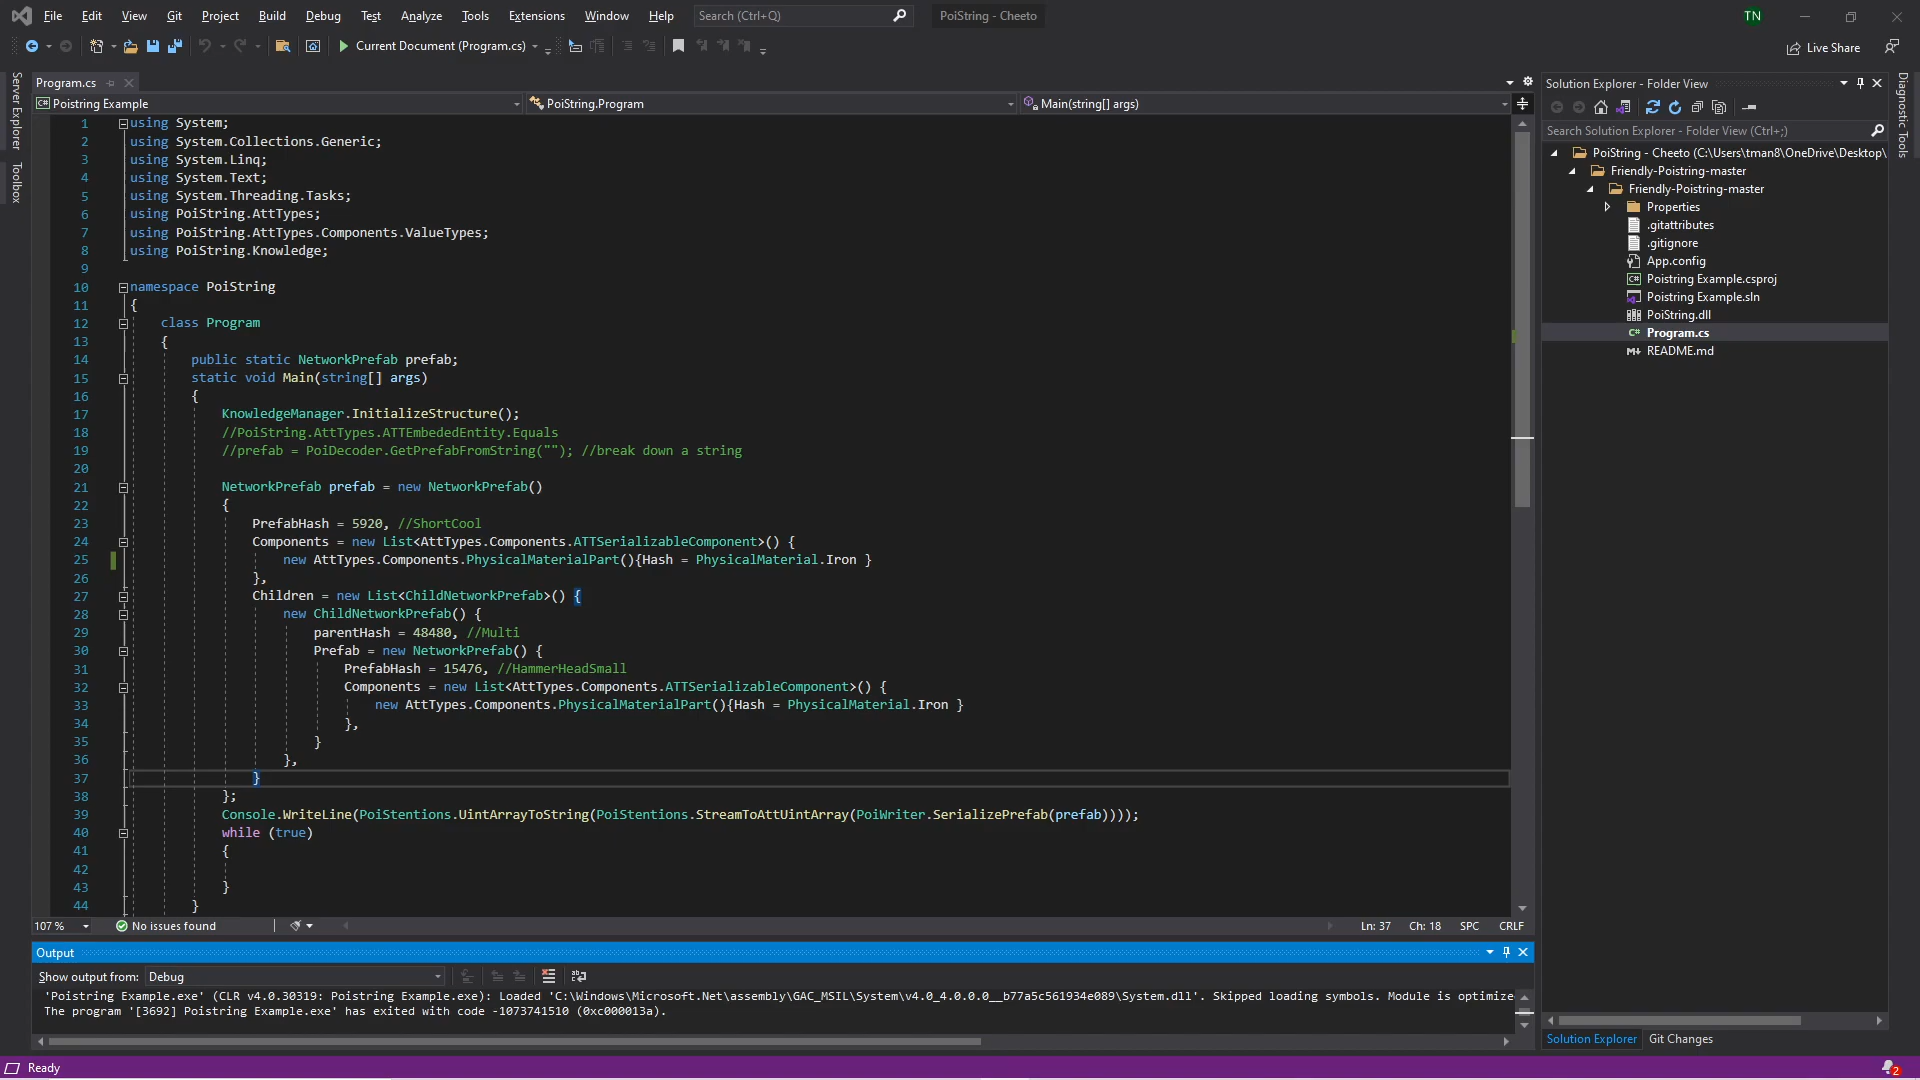 File Edit View Git Project Build Debug Test Analyze Tools Extensions Window Help Search (Ctrl+Q) PoiString - Cheeto TN
Current Document (Program.cs) Live Share
Server Explorer
Toolbox
Program.cs
Poistring Example PoiString.Program Main(string[] args)
1 using System;
2 using System.Collections.Generic;
3 using System.Linq;
4 using System.Text;
5 using System.Threading.Tasks;
6 using PoiString.AttTypes;
7 using PoiString.AttTypes.Components.ValueTypes;
8 using PoiString.Knowledge;
9
10 namespace PoiString
11 {
12 class Program
13 {
14 public static NetworkPrefab prefab;
15 static void Main(string[] args)
16 {
17 KnowledgeManager.InitializeStructure();
18 //PoiString.AttTypes.ATTEmbededEntity.Equals
19 //prefab = PoiDecoder.GetPrefabFromString(""); //break down a string
20
21 NetworkPrefab prefab = new NetworkPrefab()
22 {
23 PrefabHash = 5920, //ShortCool
24 Components = new List<AttTypes.Components.ATTSerializableComponent>() {
25 new AttTypes.Components.PhysicalMaterialPart(){Hash = PhysicalMaterial.Iron }
26 },
27 Children = new List<ChildNetworkPrefab>() {
28 new ChildNetworkPrefab() {
29 parentHash = 48480, //Multi
30 Prefab = new NetworkPrefab() {
31 PrefabHash = 15476, //HammerHeadSmall
32 Components = new List<AttTypes.Components.ATTSerializableComponent>() {
33 new AttTypes.Components.PhysicalMaterialPart(){Hash = PhysicalMaterial.Iron }
34 },
35 }
36 },
37 }
38 };
39 Console.WriteLine(PoiStentions.UintArrayToString(PoiStentions.StreamToAttUintArray(PoiWriter.SerializePrefab(prefab))));
40 while (true)
41 {
42
43 }
44 }
107 % No issues found Ln: 37 Ch: 18 SPC CRLF
Output
Show output from: Debug
'Poistring Example.exe' (CLR v4.0.30319: Poistring Example.exe): Loaded 'C:\Windows\Microsoft.Net\assembly\GAC_MSIL\System\v4.0_4.0.0.0__b77a5c561934e089\System.dll'. Skipped loading symbols. Module is optimize
The program '[3692] Poistring Example.exe' has exited with code -1073741510 (0xc000013a).
Solution Explorer - Folder View
Search Solution Explorer - Folder View (Ctrl+;)
PoiString - Cheeto (C:\Users\tman8\OneDrive\Desktop\
Friendly-Poistring-master
Friendly-Poistring-master
Properties
.gitattributes
.gitignore
App.config
Poistring Example.csproj
Poistring Example.sln
PoiString.dll
C# Program.cs
README.md
Solution Explorer Git Changes
Diagnostic Tools
Ready 2